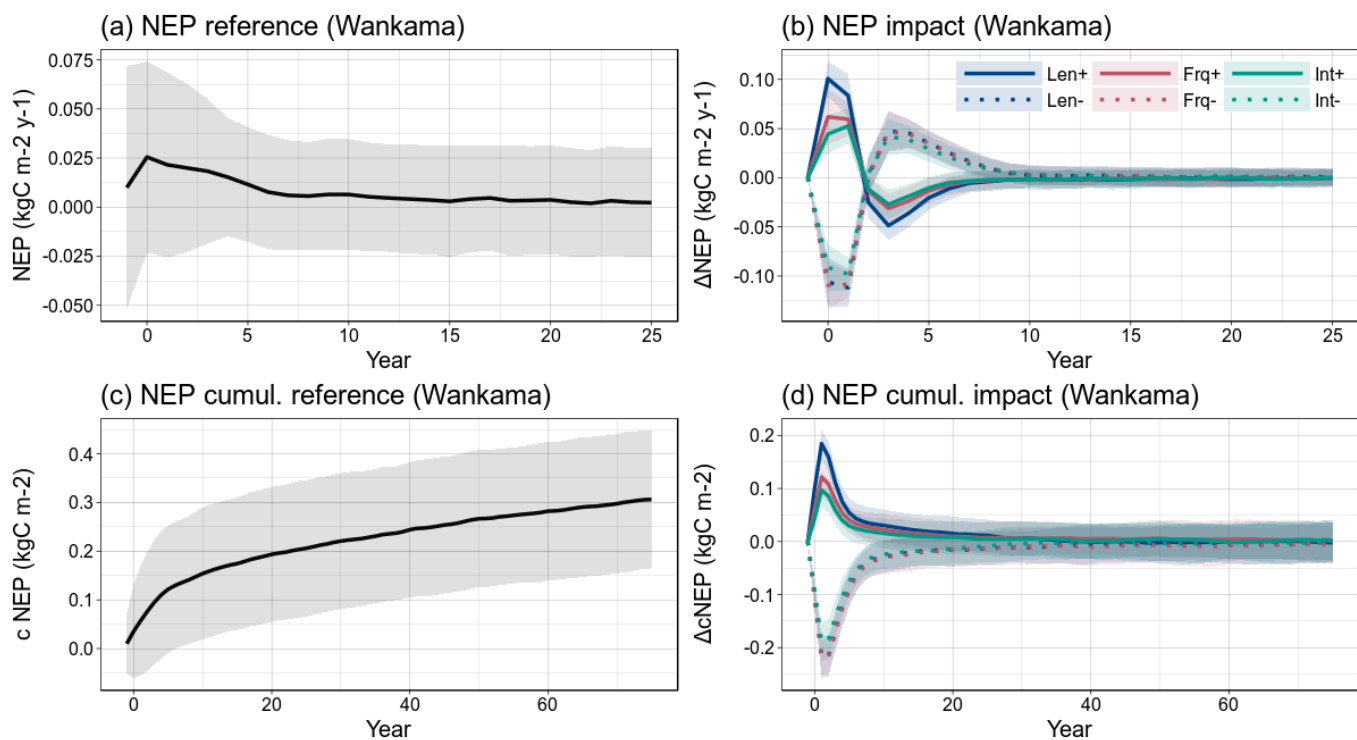 (a) NEP reference (Wankama)
NEP (kgC m-2 y-1)
0.075
0.050
0.025
0.000
-0.025
-0.050
0 5 10 15 20 25
Year
(b) NEP impact (Wankama)
ΔNEP (kgC m-2 y-1)
0.10
0.05
0.00
-0.05
-0.10
Len+ Frq+ Int+
Len- Frq- Int-
0 5 10 15 20 25
Year
(c) NEP cumul. reference (Wankama)
c NEP (kgC m-2)
0.4
0.3
0.2
0.1
0.0
0 20 40 60
Year
(d) NEP cumul. impact (Wankama)
ΔcNEP (kgC m-2)
0.2
0.1
0.0
-0.1
-0.2
0 20 40 60
Year